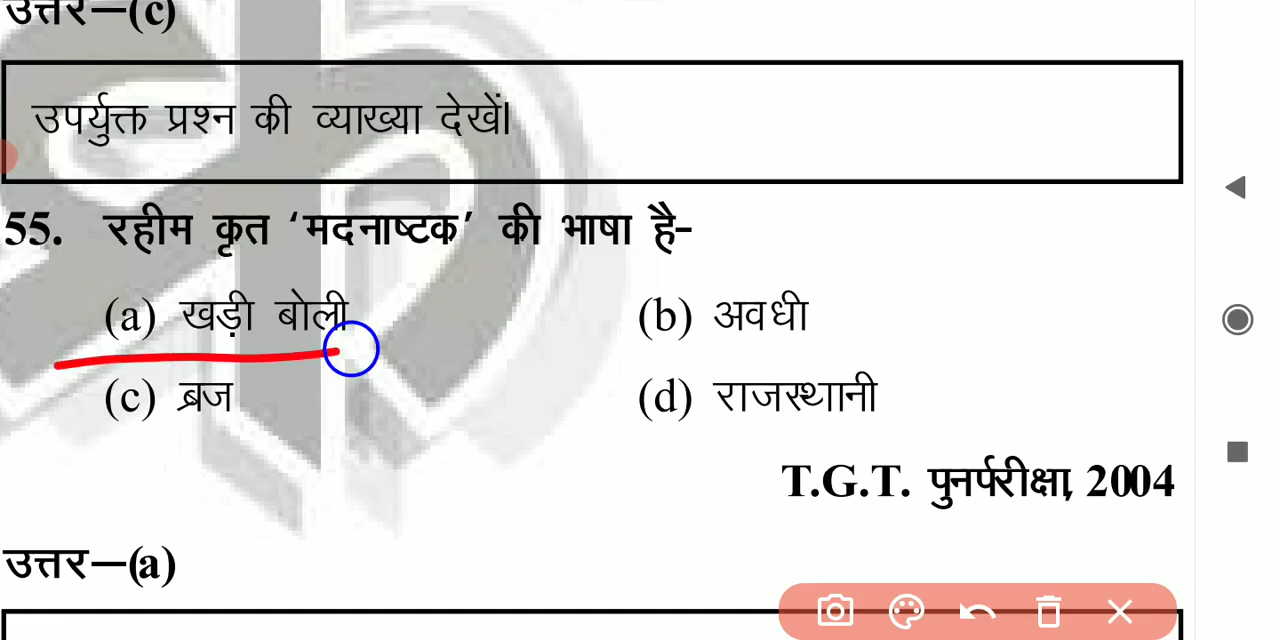 उत्तर—(c)
उपर्युक्त प्रश्न की व्याख्या देखें।
55. रहीम कृत ‘मदनाष्टक’ की भाषा है-
(a) खड़ी बोली (b) अवधी
(c) ब्रज (d) राजस्थानी
T.G.T. पुनर्परीक्षा, 2004
उत्तर—(a)